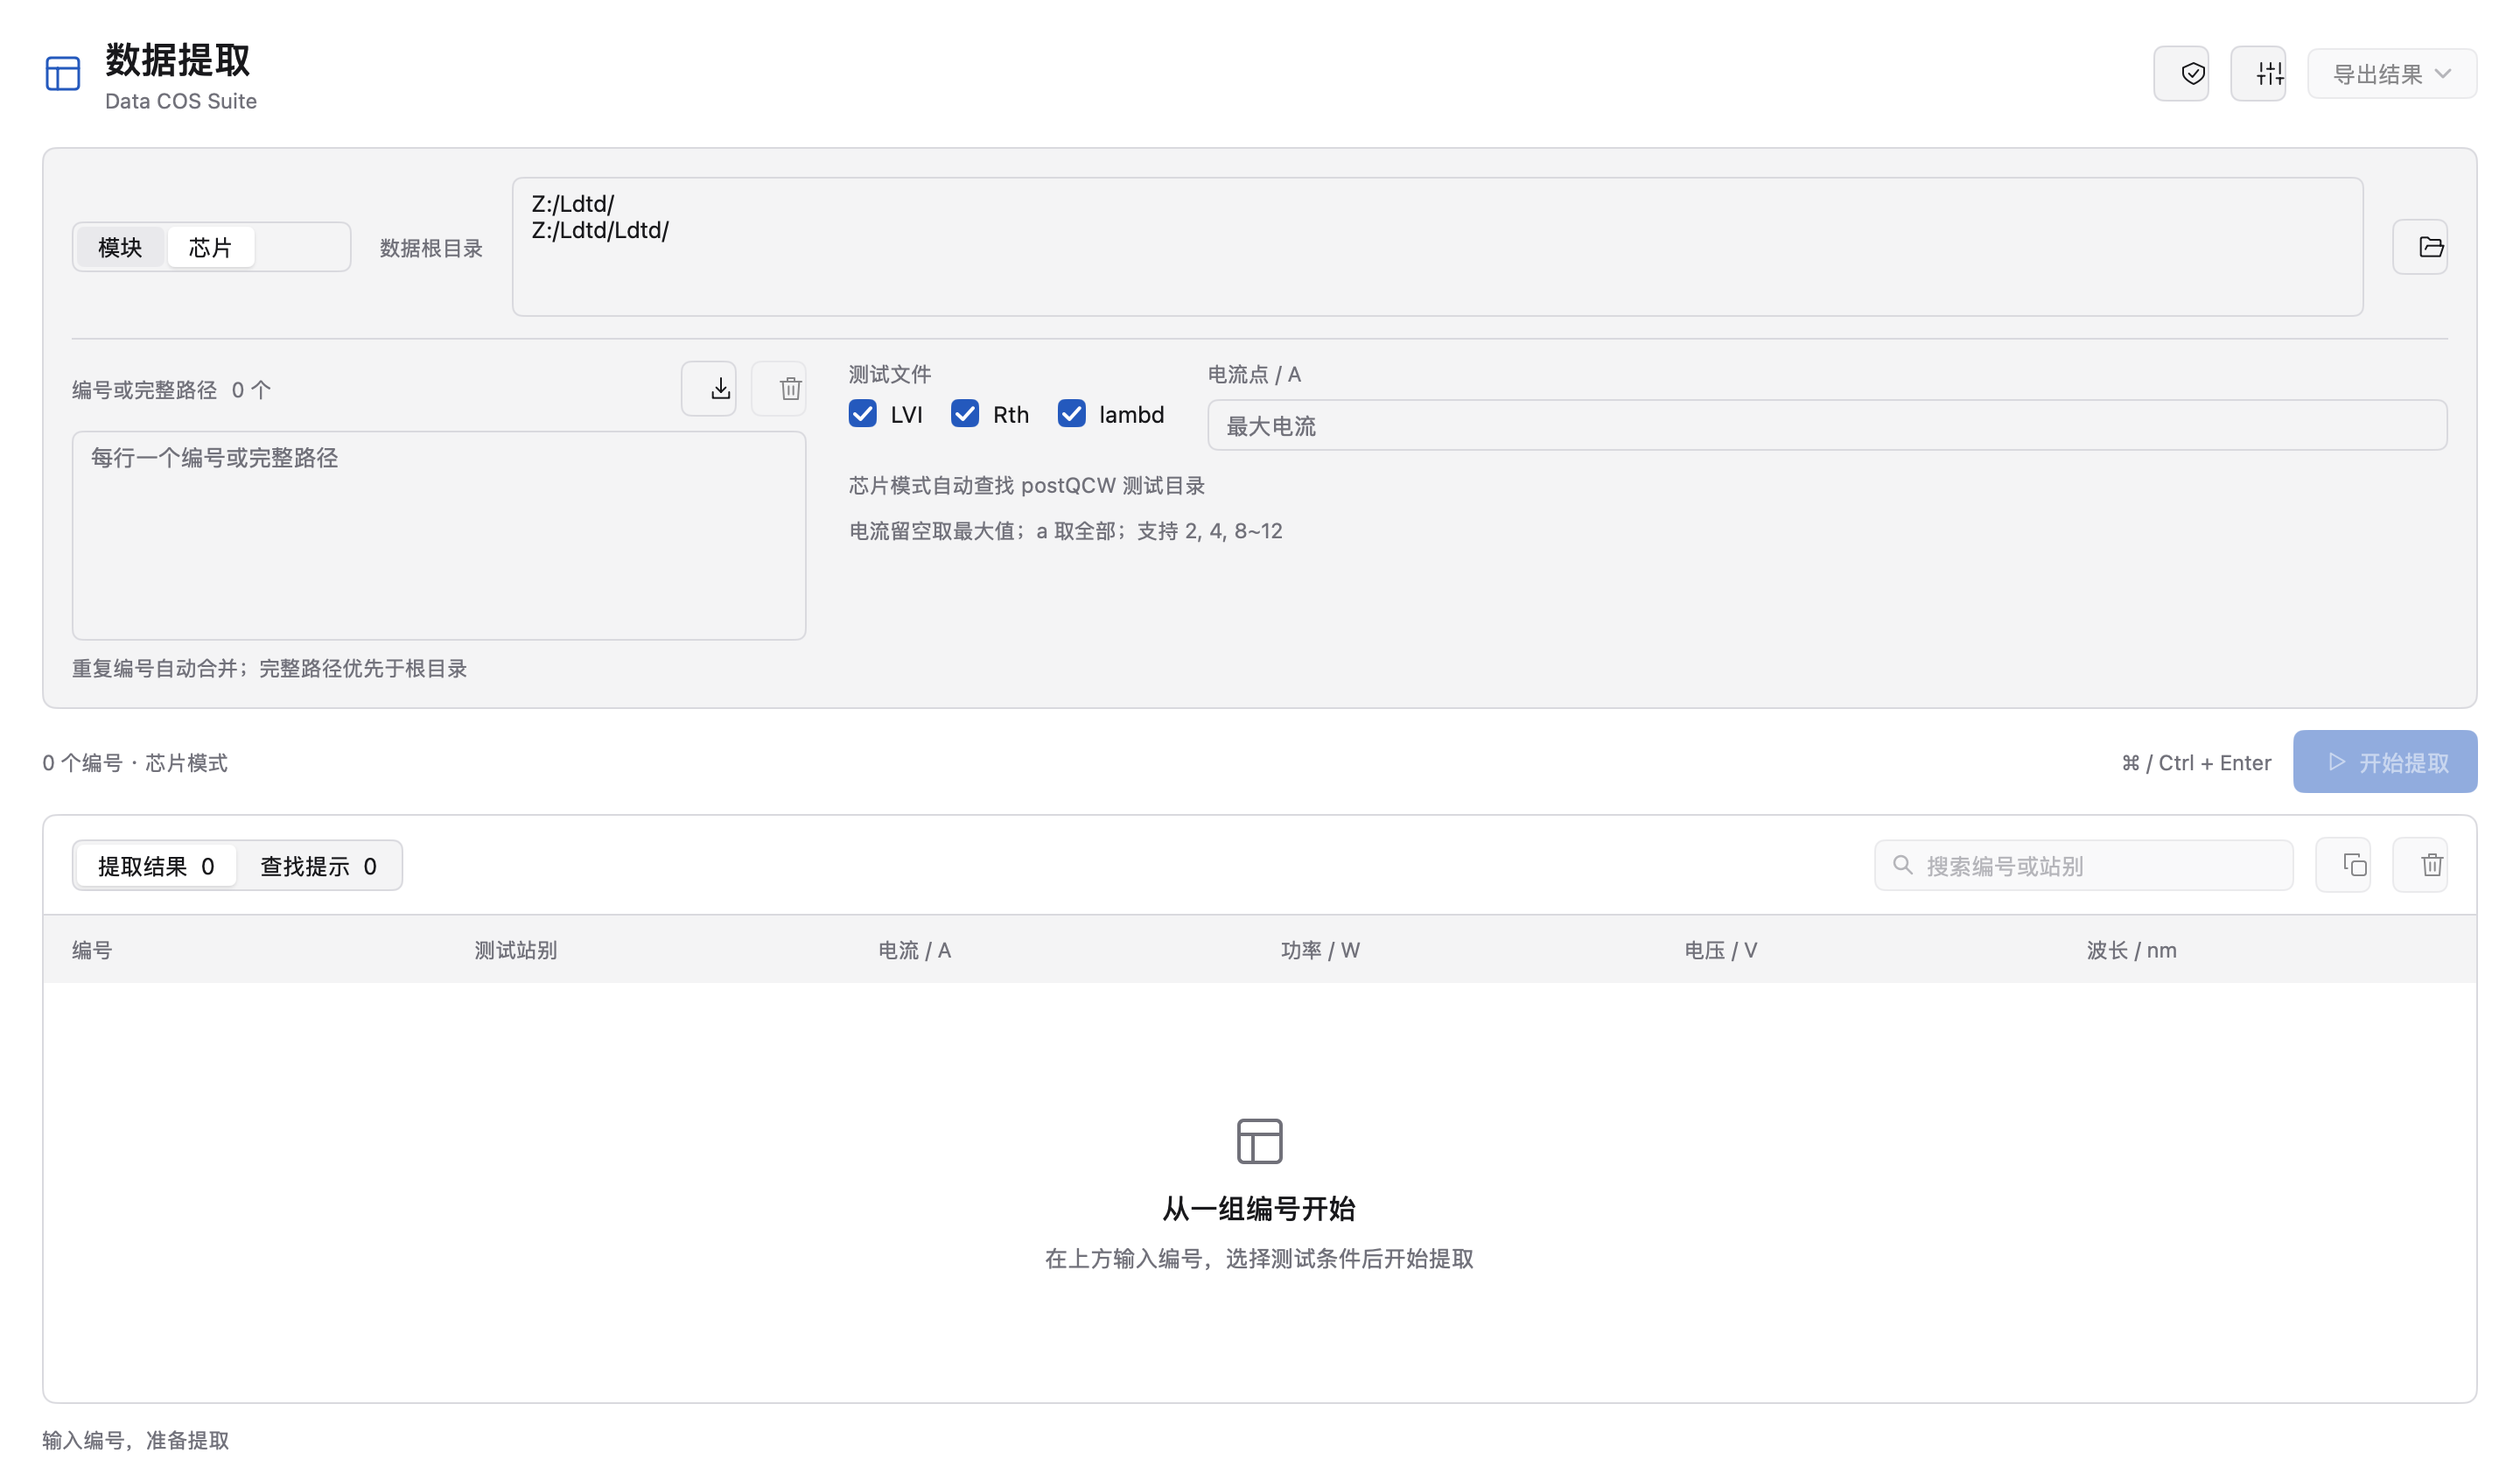 数据提取
Data COS Suite
导出结果
模块 芯片
数据根目录
Z:/Ldtd/
Z:/Ldtd/Ldtd/
编号或完整路径 0 个
每行一个编号或完整路径
重复编号自动合并；完整路径优先于根目录
测试文件
LVI Rth lambd
电流点 / A
最大电流
芯片模式自动查找 postQCW 测试目录
电流留空取最大值；a 取全部；支持 2, 4, 8~12
0 个编号 · 芯片模式
⌘ / Ctrl + Enter
开始提取
提取结果 0 查找提示 0
搜索编号或站别
编号 测试站别 电流 / A 功率 / W 电压 / V 波长 / nm
从一组编号开始
在上方输入编号，选择测试条件后开始提取
输入编号，准备提取